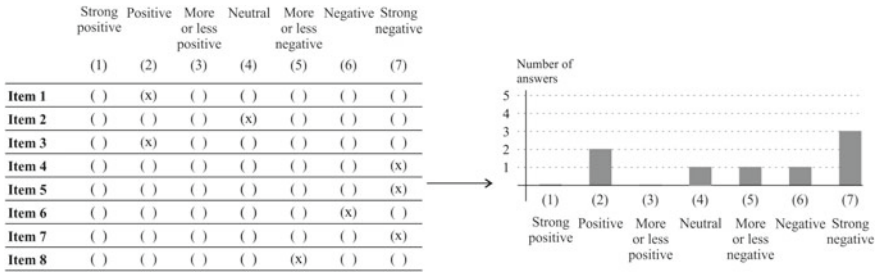 Strong Positive More Neutral More Negative Strong
positive or less or less negative
positive negative
(1) (2) (3) (4) (5) (6) (7)
Item 1 ( ) (x) ( ) ( ) ( ) ( ) ( )
Item 2 ( ) ( ) ( ) (x) ( ) ( ) ( )
Item 3 ( ) (x) ( ) ( ) ( ) ( ) ( )
Item 4 ( ) ( ) ( ) ( ) ( ) ( ) (x)
Item 5 ( ) ( ) ( ) ( ) ( ) ( ) (x)
Item 6 ( ) ( ) ( ) ( ) ( ) (x) ( )
Item 7 ( ) ( ) ( ) ( ) ( ) ( ) (x)
Item 8 ( ) ( ) ( ) ( ) (x) ( ) ( )
Number of
answers
5
4
3
2
1
(1) (2) (3) (4) (5) (6) (7)
Strong Positive More Neutral More Negative Strong
positive or less or less negative
positive negative